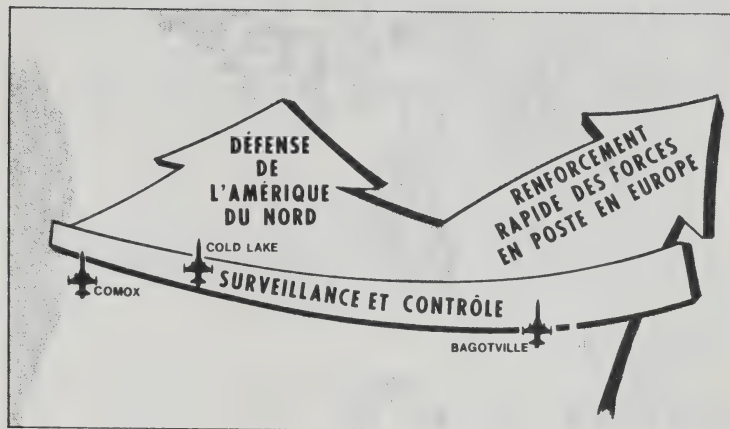 DÉFENSE
DE
L'AMÉRIQUE
DU NORD
RENFORCEMENT
RAPIDE DES FORCES
EN POSTE EN EUROPE
COLD LAKE
COMOX
SURVEILLANCE ET CONTRÔLE
BAGOTVILLE